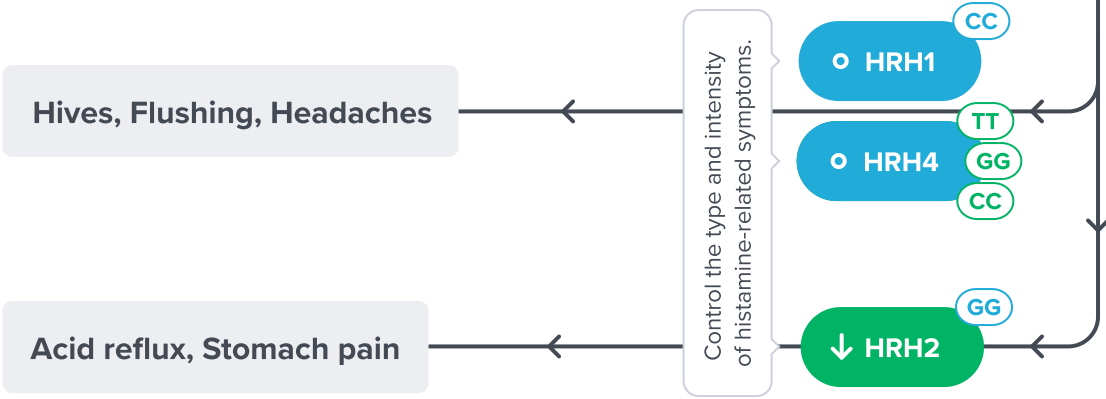 CC
HRH1
Hives, Flushing, Headaches
TT
HRH4
GG
CC
Control the type and intensity
of histamine-related symptoms.
GG
HRH2
Acid reflux, Stomach pain